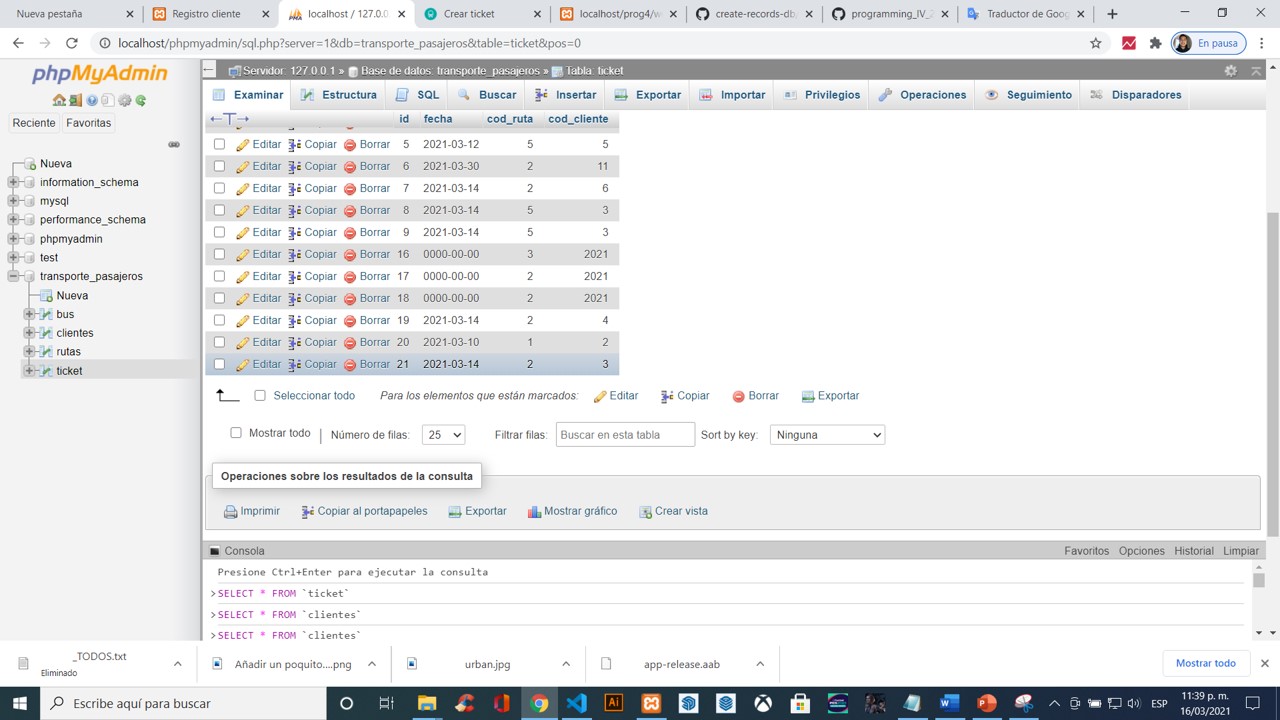 Nueva pestaña
Registro cliente
localhost / 127.0.0.
Crear ticket
localhost/prog4/w
create-records-db
programming_IV_2
Traductor de Goog
localhost/phpmyadmin/sql.php?server=1&db=transporte_pasajeros&table=ticket&pos=0
En pausa
phpMyAdmin
Reciente Favoritas
Nueva
information_schema
mysql
performance_schema
phpmyadmin
test
transporte_pasajeros
Nueva
bus
clientes
rutas
ticket
Servidor: 127.0.0.1 » Base de datos: transporte_pasajeros » Tabla: ticket
Examinar Estructura SQL Buscar Insertar Exportar Importar Privilegios Operaciones Seguimiento Disparadores
←T→ id fecha cod_ruta cod_cliente
Editar Copiar Borrar 5 2021-03-12 5 5
Editar Copiar Borrar 6 2021-03-30 2 11
Editar Copiar Borrar 7 2021-03-14 2 6
Editar Copiar Borrar 8 2021-03-14 5 3
Editar Copiar Borrar 9 2021-03-14 5 3
Editar Copiar Borrar 16 0000-00-00 3 2021
Editar Copiar Borrar 17 0000-00-00 2 2021
Editar Copiar Borrar 18 0000-00-00 2 2021
Editar Copiar Borrar 19 2021-03-14 2 4
Editar Copiar Borrar 20 2021-03-10 1 2
Editar Copiar Borrar 21 2021-03-14 2 3
Seleccionar todo Para los elementos que están marcados: Editar Copiar Borrar Exportar
Mostrar todo | Número de filas: 25 Filtrar filas: Buscar en esta tabla Sort by key: Ninguna
Operaciones sobre los resultados de la consulta
Imprimir Copiar al portapapeles Exportar Mostrar gráfico Crear vista
Consola Favoritos Opciones Historial Limpiar
Presione Ctrl+Enter para ejecutar la consulta
>SELECT * FROM `ticket`
>SELECT * FROM `clientes`
>SELECT * FROM `clientes`
_TODOS.txt
Eliminado
Añadir un poquito....png
urban.jpg
app-release.aab
Mostrar todo
Escribe aquí para buscar
ESP
11:39 p. m.
16/03/2021